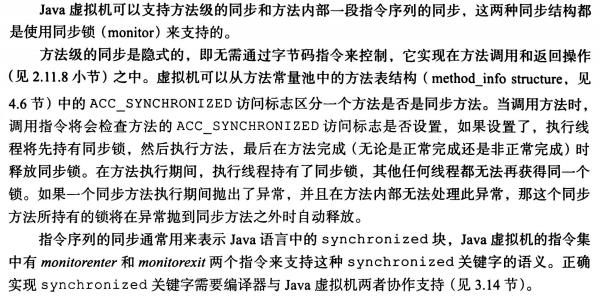 Java 虚拟机可以支持方法级的同步和方法内部一段指令序列的同步，这两种同步结构都
是使用同步锁（monitor）来支持的。
方法级的同步是隐式的，即无需通过字节码指令来控制，它实现在方法调用和返回操作
（见 2.11.8 小节）之中。虚拟机可以从方法常量池中的方法表结构（method_info structure，见
4.6 节）中的 ACC_SYNCHRONIZED 访问标志区分一个方法是否是同步方法。当调用方法时，
调用指令将会检查方法的 ACC_SYNCHRONIZED 访问标志是否设置，如果设置了，执行线
程将先持有同步锁，然后执行方法，最后在方法完成（无论是正常完成还是非正常完成）时
释放同步锁。在方法执行期间，执行线程持有了同步锁，其他任何线程都无法再获得同一个
锁。如果一个同步方法执行期间抛出了异常，并且在方法内部无法处理此异常，那这个同步
方法所持有的锁将在异常抛到同步方法之外时自动释放。
指令序列的同步通常用来表示 Java 语言中的 synchronized 块，Java 虚拟机的指令集
中有 monitorenter 和 monitorexit 两个指令来支持这种 synchronized 关键字的语义。正确
实现 synchronized 关键字需要编译器与 Java 虚拟机两者协作支持（见 3.14 节）。